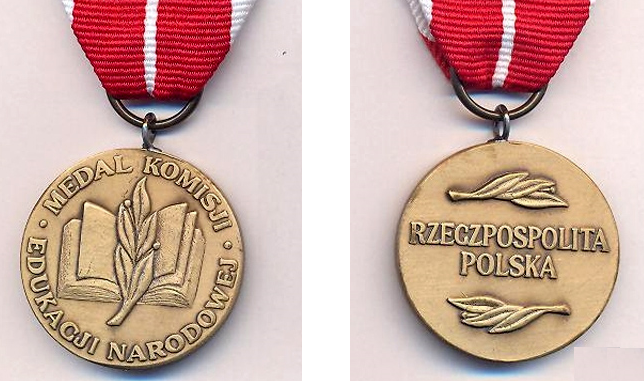 · MEDAL KOMISJI ·
EDUKACJI NARODOWEJ
RZECZPOSPOLITA
POLSKA